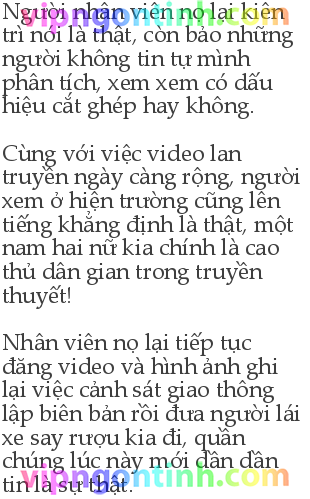 Người nhân viên nọ lại kiên
trì nói là thật, còn bảo những
người không tin tự mình
phân tích, xem xem có dấu
hiệu cắt ghép hay không.
Cùng với việc video lan
truyền ngày càng rộng, người
xem ở hiện trường cũng lên
tiếng khẳng định là thật, một
nam hai nữ kia chính là cao
thủ dân gian trong truyền
thuyết!
Nhân viên nọ lại tiếp tục
đăng video và hình ảnh ghi
lại việc cảnh sát giao thông
lập biên bản rồi đưa người lái
xe say rượu kia đi, quần
chúng lúc này mới dần dần
tin là sự thật.
vipngontinh.com
vipngontinh.com